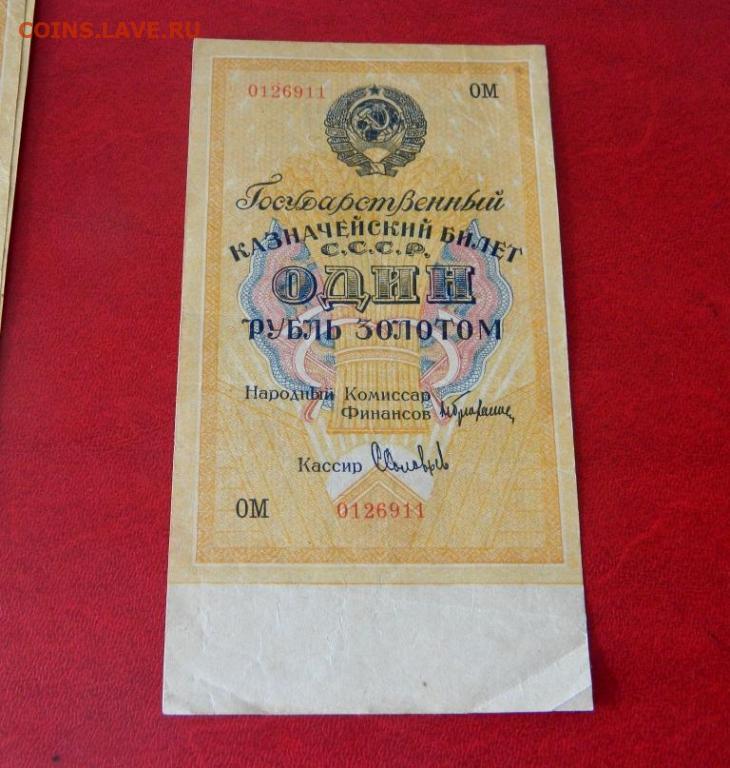 COINS.LAVE.RU
0126911 ОМ
Государственный
КАЗНАЧЕЙСКИЙ БИЛЕТ
С.С.С.Р.
ОДИН
РУБЛЬ ЗОЛОТОМ
Народный Комиссар
Финансов
Кассир
ОМ 0126911